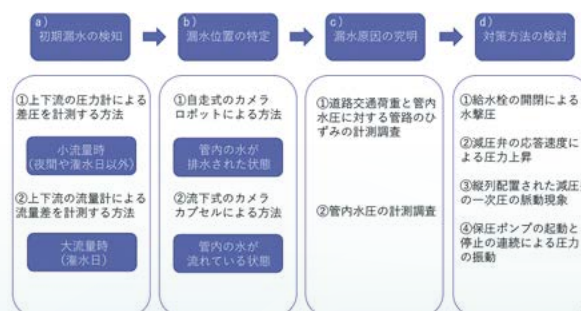 a)
初期漏水の検知
b)
漏水位置の特定
c)
漏水原因の究明
d)
対策方法の検討
①上下流の圧力計による
差圧を計測する方法
小流量時
(夜間や灌水日以外)
②上下流の流量計による
流量差を計測する方法
大流量時
(灌水日)
①自走式のカメラ
ロボットによる方法
管内の水が
排水された状態
②流下式のカメラ
カプセルによる方法
管内の水が
流れている状態
①道路交通荷重と管内
水圧に対する管路のひ
ずみの計測調査
②管内水圧の計測調査
①給水栓の開閉による
水撃圧
②減圧弁の応答速度に
よる圧力上昇
③縦列配置された減圧
の一次圧の脈動現象
④保圧ポンプの起動と
停止の連続による圧力
の振動